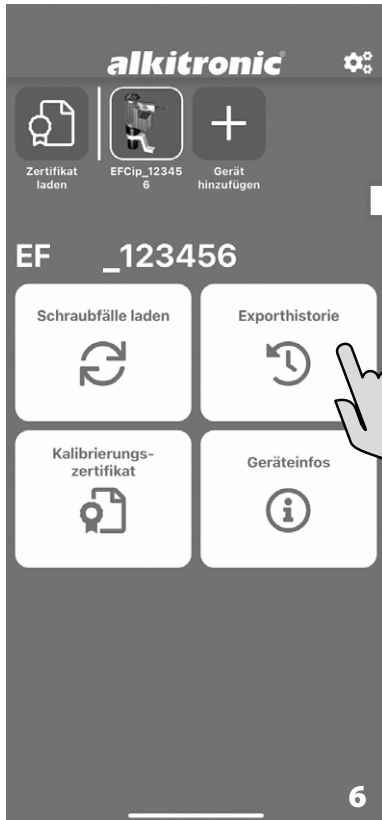 alkitronic®
Zertifikat
laden
EFCip_12345
6
Gerät
hinzufügen
EF _123456
Schraubfälle laden
Exporthistorie
Kalibrierungs-
zertifikat
Geräteinfos
6